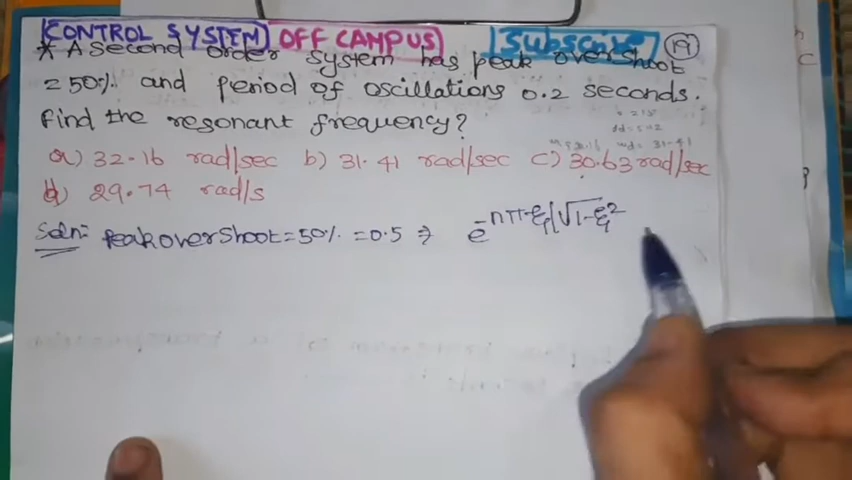 CONTROL SYSTEM OFF CAMPUS SUBSCRIBE 19
* A Second order system has peak overshoot
= 50% and period of oscillations 0.2 seconds.
Find the resonant frequency?
a) 32.16 rad/sec b) 31.41 rad/sec c) 30.63 rad/sec
d) 29.74 rad/s
Soln: Peak over Shoot = 50% = 0.5 ⇒ e^-nπξ/√1-ξ²